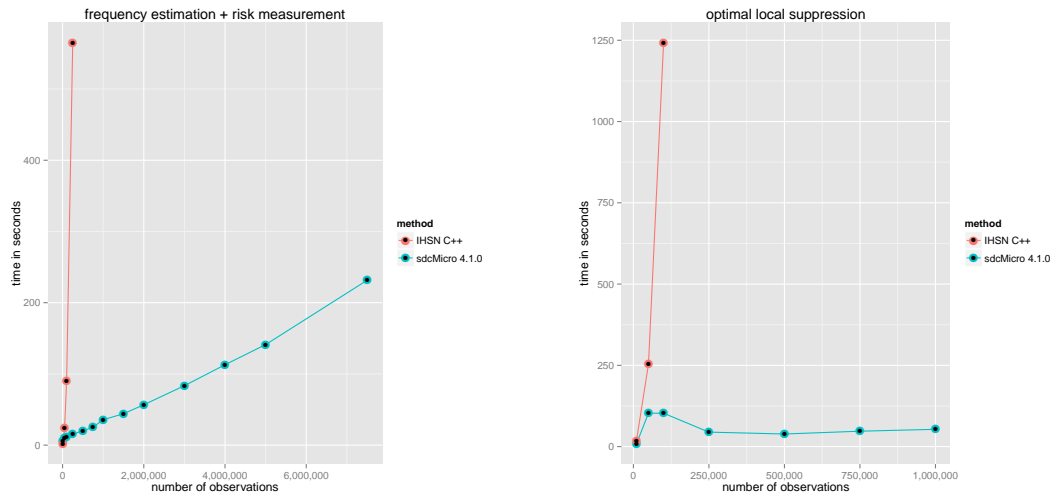 frequency estimation + risk measurement
400
200
0
time in seconds
0
2,000,000
4,000,000
6,000,000
number of observations
method
IHSN C++
sdcMicro 4.1.0
optimal local suppression
1250
1000
750
500
250
0
time in seconds
0
250,000
500,000
750,000
1,000,000
number of observations
method
IHSN C++
sdcMicro 4.1.0